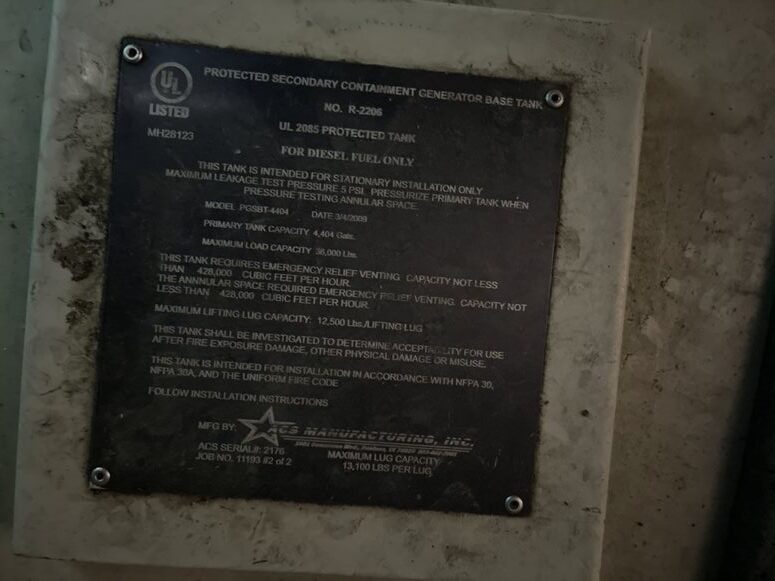 UL
LISTED
MH28123
PROTECTED SECONDARY CONTAINMENT GENERATOR BASE TANK
NO. R-2206
UL 2085 PROTECTED TANK
FOR DIESEL FUEL ONLY
THIS TANK IS INTENDED FOR STATIONARY INSTALLATION ONLY
MAXIMUM LEAKAGE TEST PRESSURE 5 PSI. PRESSURIZE PRIMARY TANK WHEN
PRESSURE TESTING ANNULAR SPACE.
MODEL PGSBT-4404 DATE 3/4/2009
PRIMARY TANK CAPACITY 4,404 Gals.
MAXIMUM LOAD CAPACITY 36,000 Lbs.
THIS TANK REQUIRES EMERGENCY RELIEF VENTING. CAPACITY NOT LESS
THAN 428,000 CUBIC FEET PER HOUR.
THE ANNNULAR SPACE REQUIRED EMERGENCY RELIEF VENTING. CAPACITY NOT
LESS THAN 428,000 CUBIC FEET PER HOUR.
MAXIMUM LIFTING LUG CAPACITY: 12,500 Lbs./LIFTING LUG
THIS TANK SHALL BE INVESTIGATED TO DETERMINE ACCEPTABILITY FOR USE
AFTER FIRE EXPOSURE DAMAGE, OTHER PHYSICAL DAMAGE OR MISUSE.
THIS TANK IS INTENDED FOR INSTALLATION IN ACCORDANCE WITH NFPA 30,
NFPA 30A, AND THE UNIFORM FIRE CODE
FOLLOW INSTALLATION INSTRUCTIONS
MFG BY: ACS MANUFACTURING, INC.
ACS SERIAL#: 2176
JOB NO. 11193 #2 of 2
MAXIMUM LUG CAPACITY
13,100 LBS PER LUG